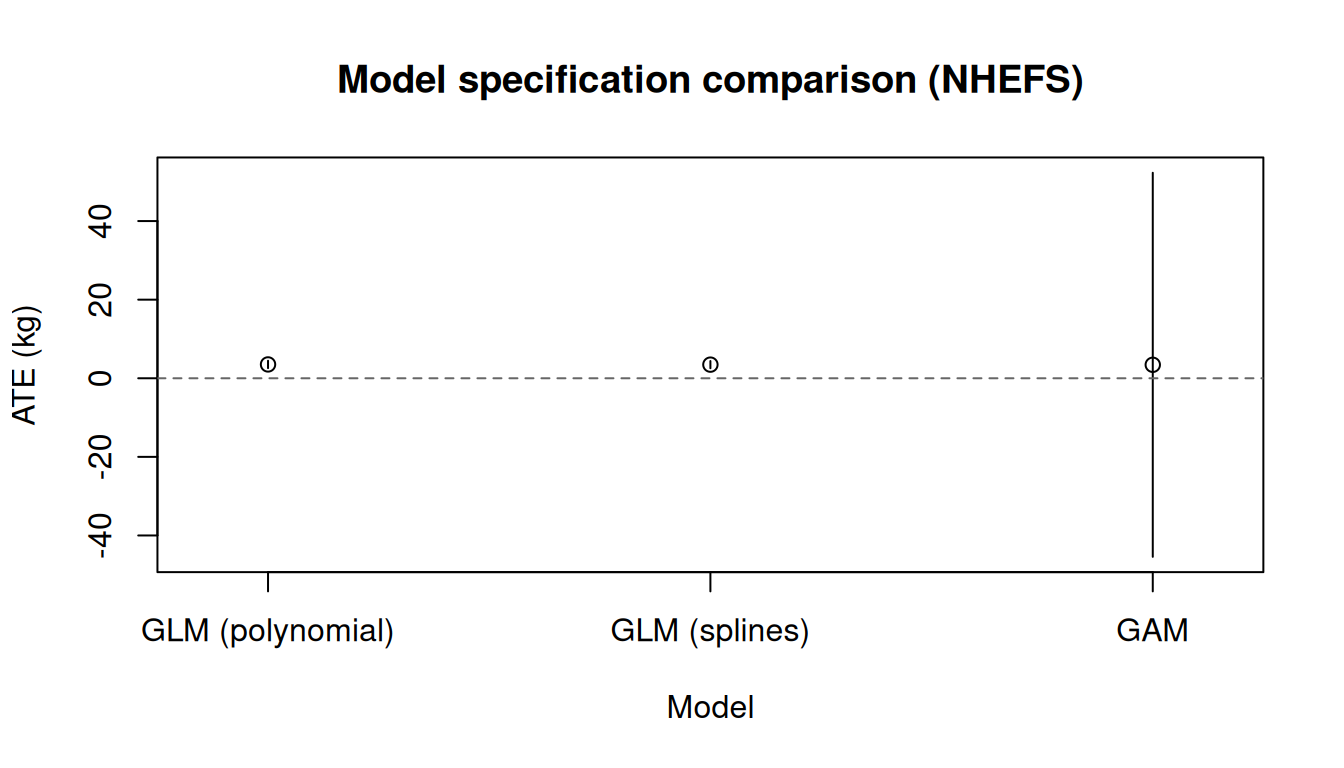 Model specification comparison (NHEFS)
ATE (kg)
40
20
0
-20
-40
GLM (polynomial)
GLM (splines)
GAM
Model